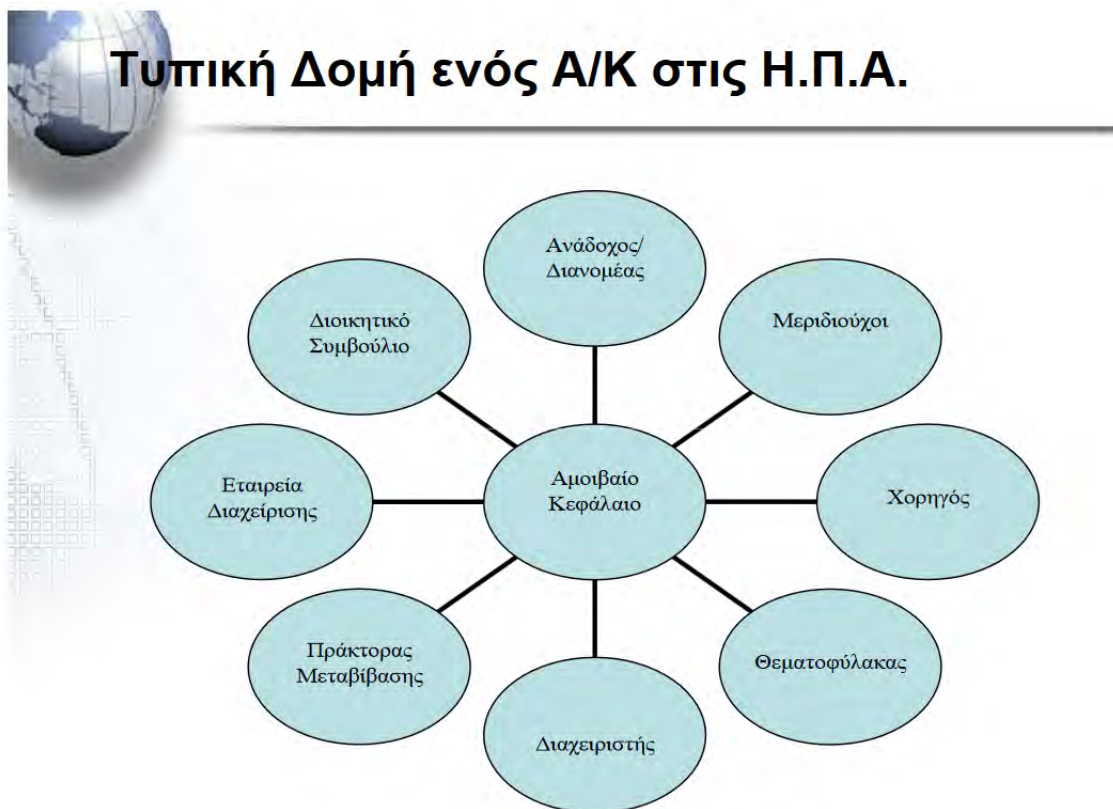 Τυπική Δομή ενός Α/Κ στις Η.Π.Α.
Ανάδοχος/
Διανομέας
Διοικητικό
Συμβούλιο
Μεριδιούχοι
Εταιρεία
Διαχείρισης
Αμοιβαίο
Κεφάλαιο
Χορηγός
Πράκτορας
Μεταβίβασης
Θεματοφύλακας
Διαχειριστής